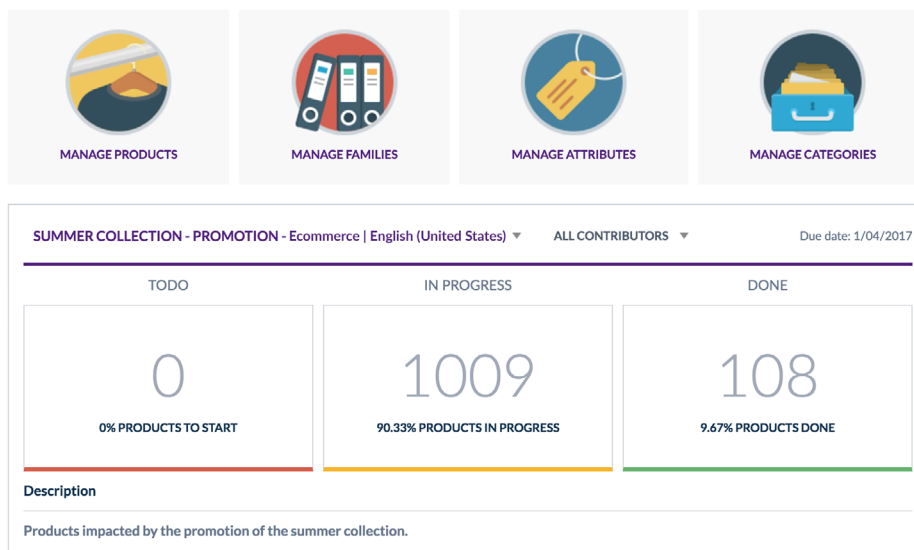 MANAGE PRODUCTS
MANAGE FAMILIES
MANAGE ATTRIBUTES
MANAGE CATEGORIES
SUMMER COLLECTION - PROMOTION - Ecommerce | English (United States)
ALL CONTRIBUTORS
Due date: 1/04/2017
TODO
IN PROGRESS
DONE
0
1009
108
0% PRODUCTS TO START
90.33% PRODUCTS IN PROGRESS
9.67% PRODUCTS DONE
Description
Products impacted by the promotion of the summer collection.